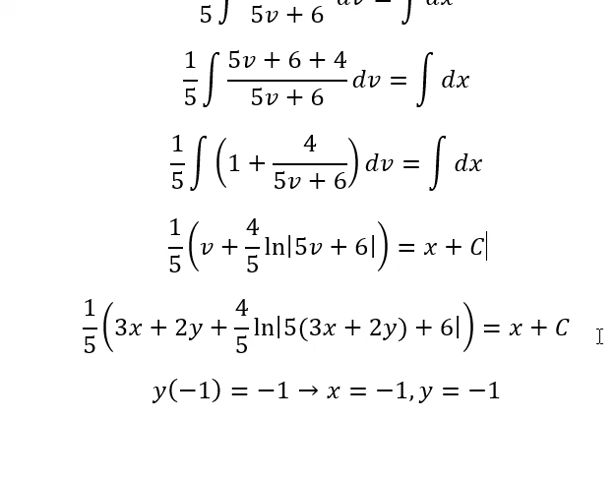 1/5 ∫ (5v + 6 + 4)/(5v + 6) dv = ∫ dx
1/5 ∫ (1 + 4/(5v + 6)) dv = ∫ dx
1/5 (v + 4/5 ln|5v + 6|) = x + C
1/5 (3x + 2y + 4/5 ln|5(3x + 2y) + 6|) = x + C
y(−1) = −1 → x = −1, y = −1